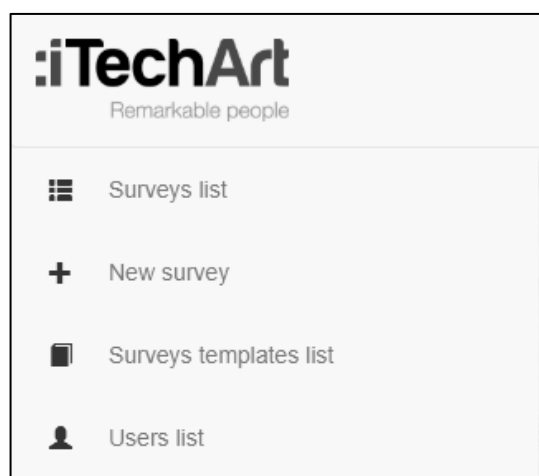 :iTechArt
Remarkable people
Surveys list
New survey
Surveys templates list
Users list